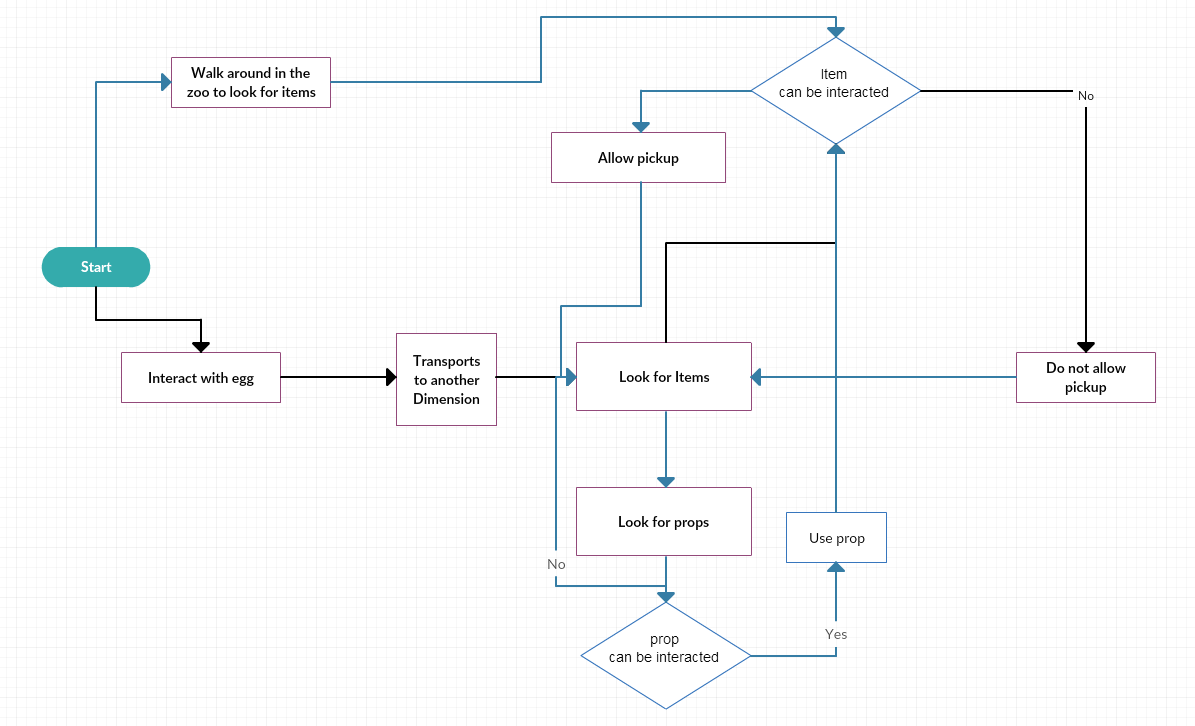 Walk around in the
zoo to look for items
Item
can be interacted
No
Allow pickup
Start
Interact with egg
Transports
to another
Dimension
Look for Items
Do not allow
pickup
Look for props
Use prop
No
Yes
prop
can be interacted